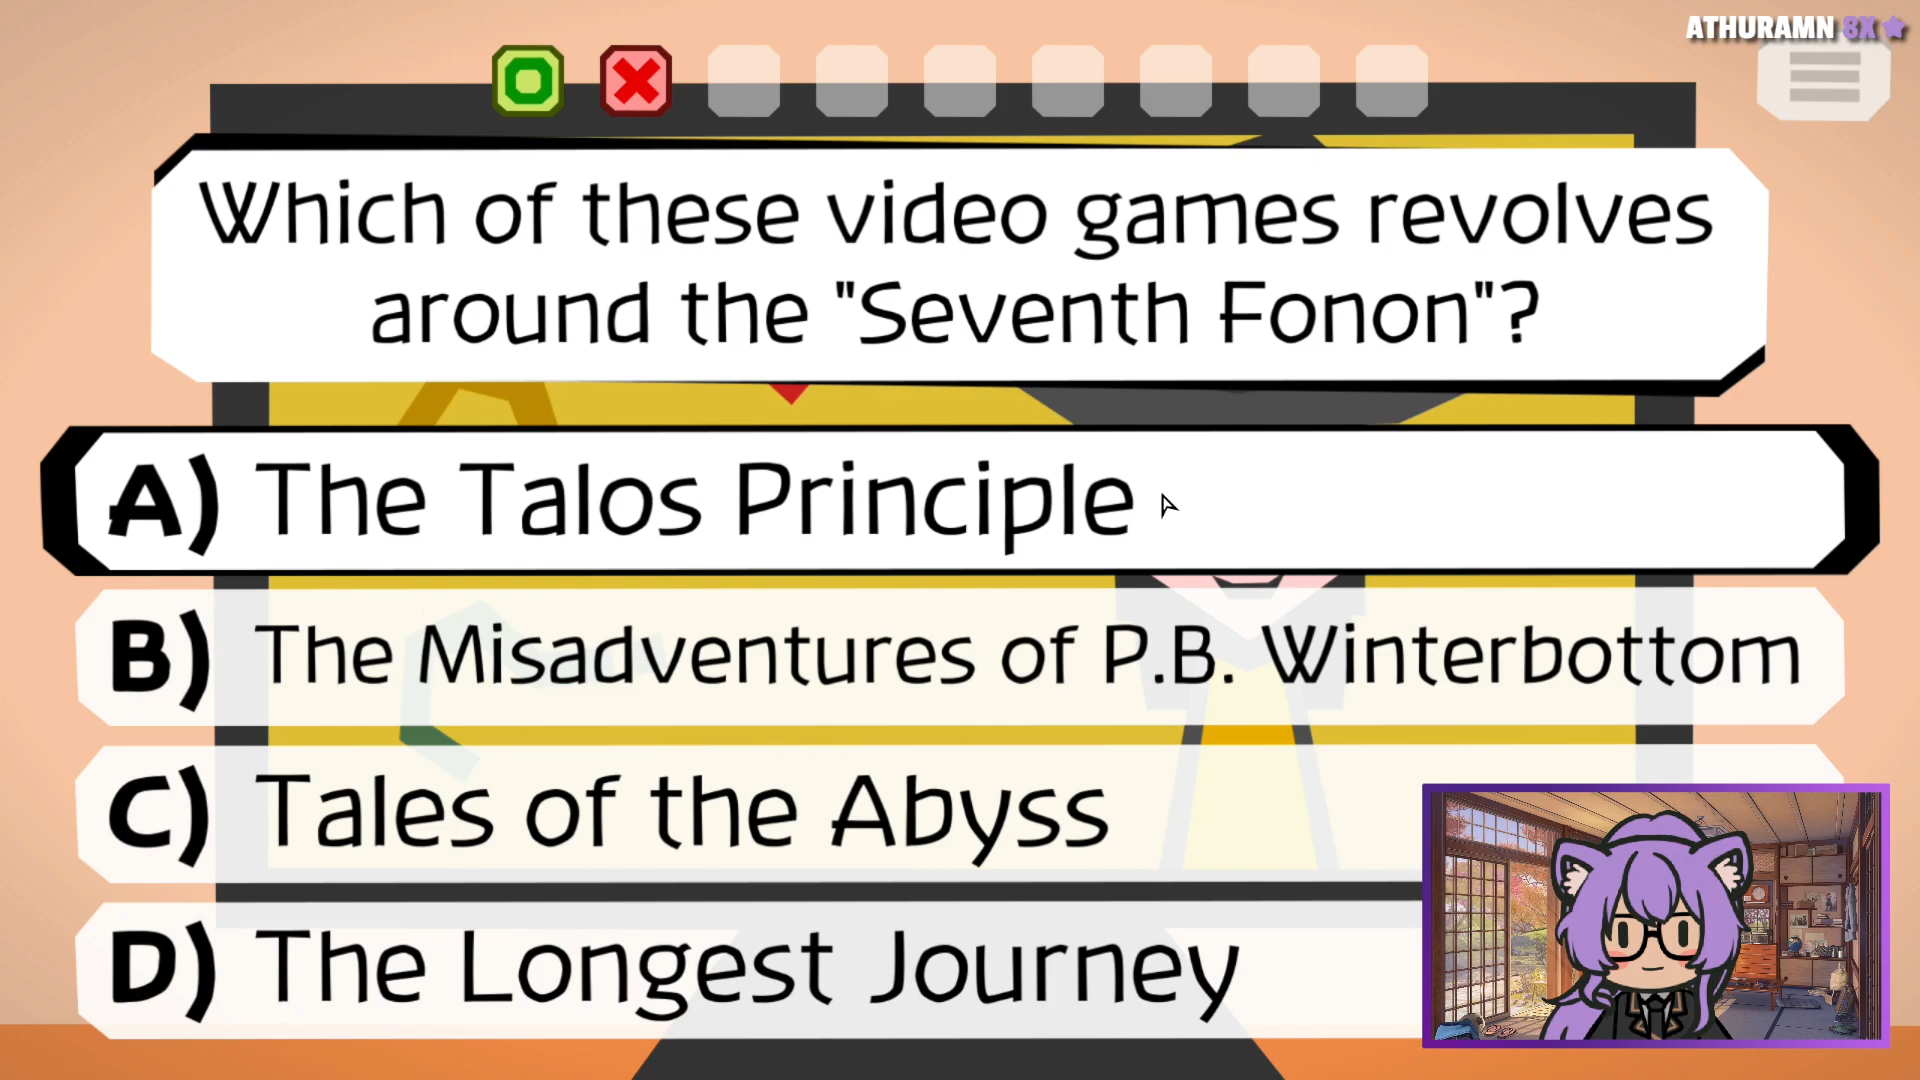 ATHURAMN 8X
Which of these video games revolves
around the "Seventh Fonon"?
A) The Talos Principle
B) The Misadventures of P.B. Winterbottom
C) Tales of the Abyss
D) The Longest Journey